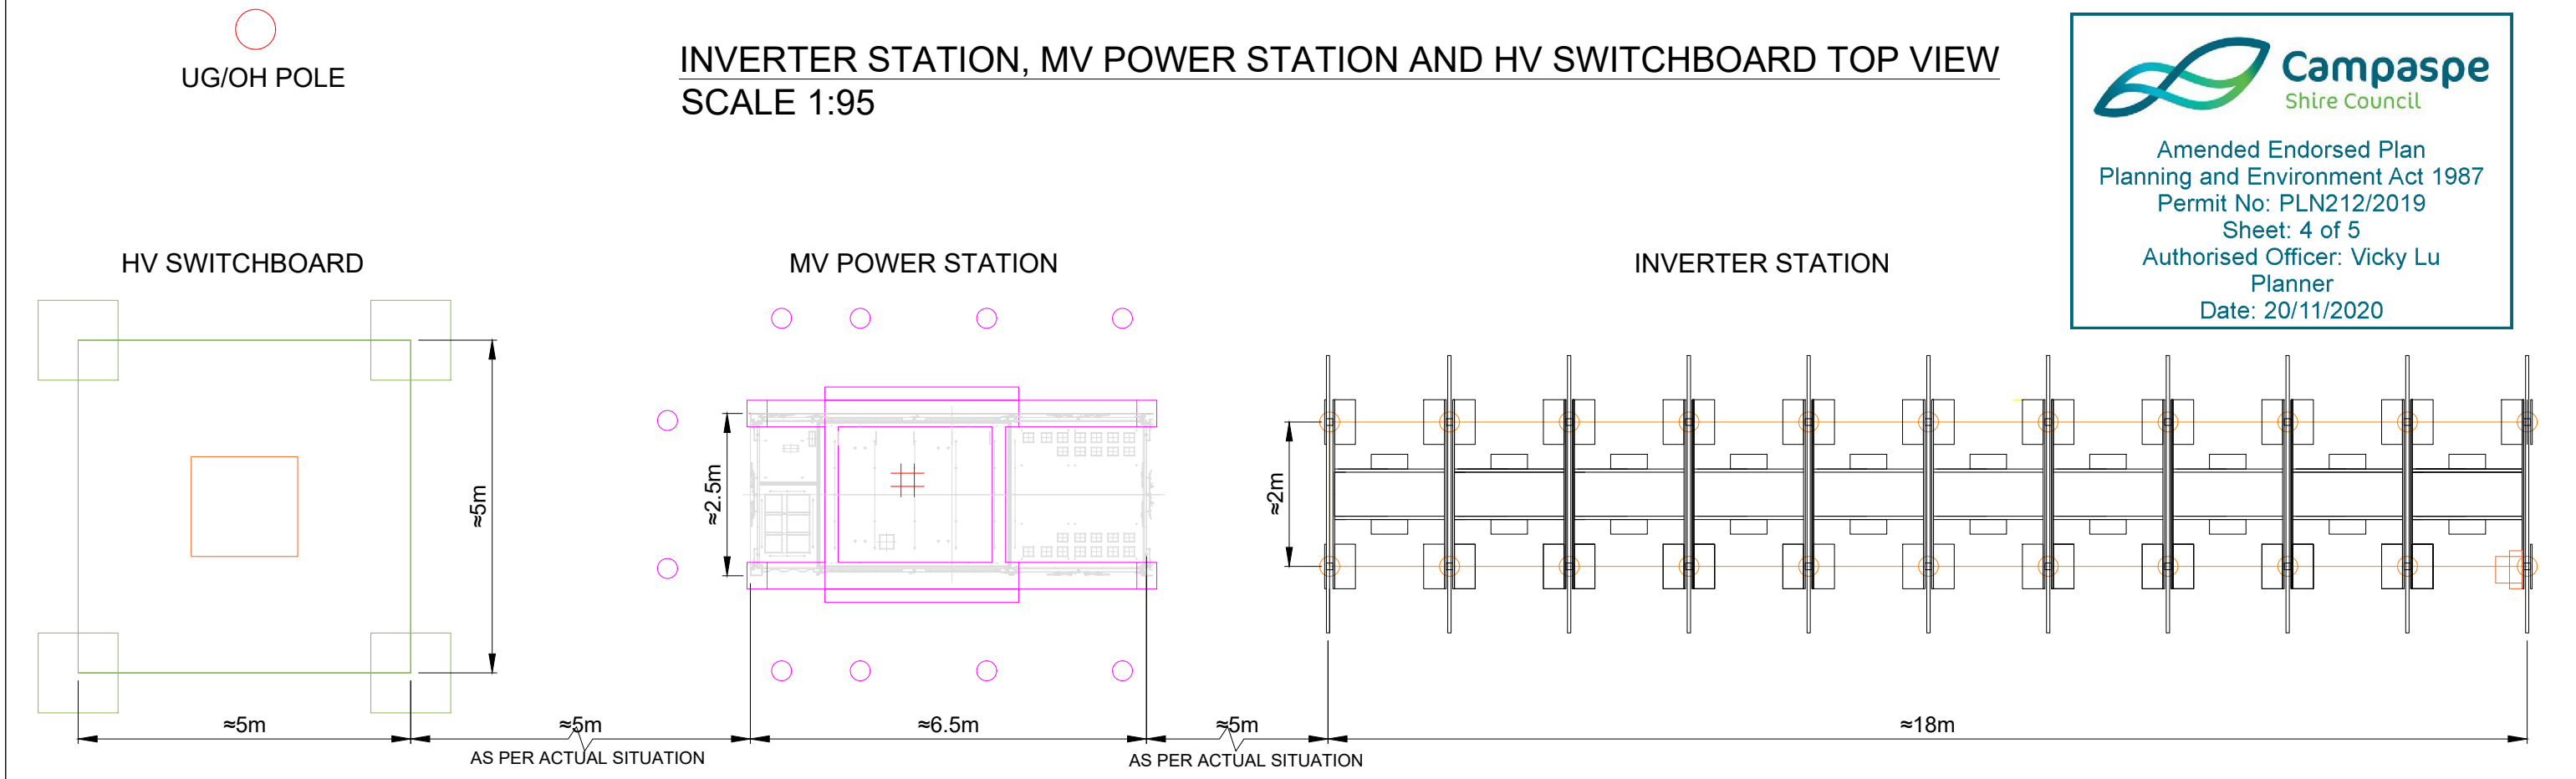 UG/OH POLE
INVERTER STATION, MV POWER STATION AND HV SWITCHBOARD TOP VIEW
SCALE 1:95
Campaspe
Shire Council
Amended Endorsed Plan
Planning and Environment Act 1987
Permit No: PLN212/2019
Sheet: 4 of 5
Authorised Officer: Vicky Lu
Planner
Date: 20/11/2020
HV SWITCHBOARD
MV POWER STATION
INVERTER STATION
≈5m
≈2.5m
≈2m
≈5m
≈5m
≈6.5m
≈5m
≈18m
AS PER ACTUAL SITUATION
AS PER ACTUAL SITUATION